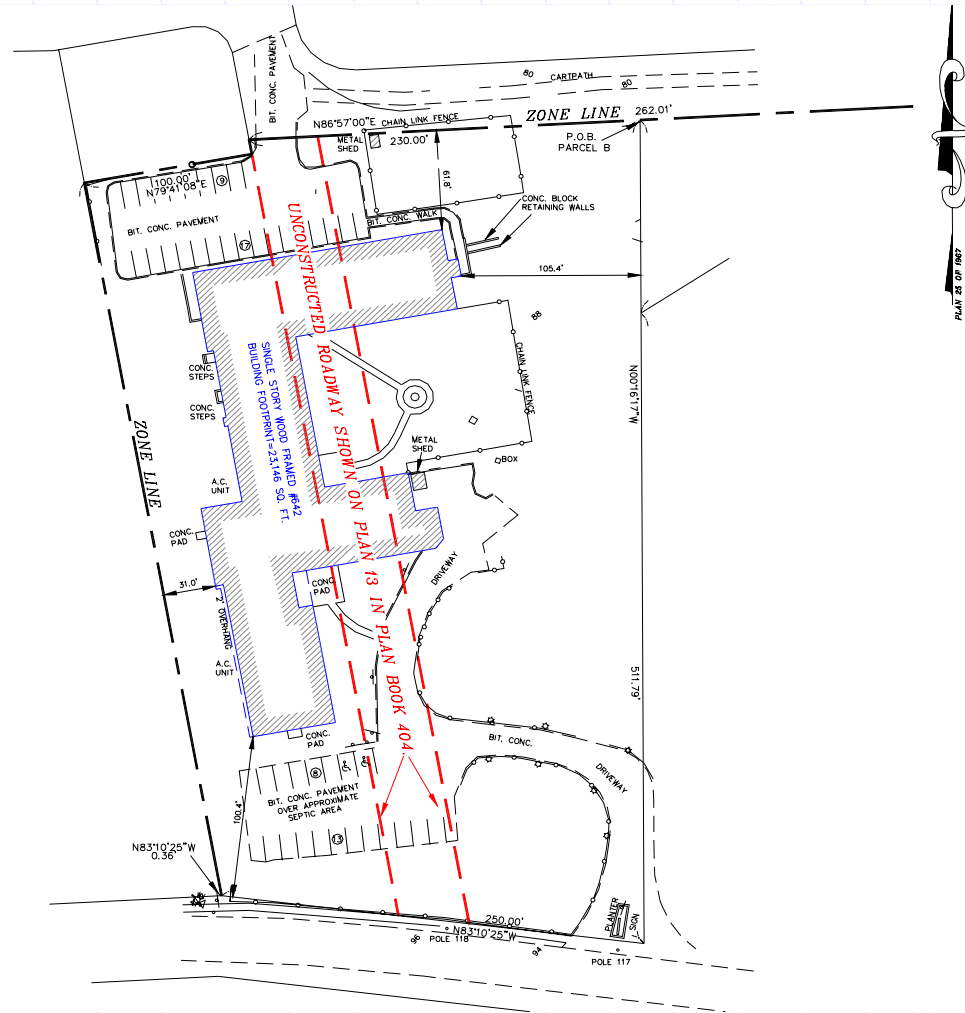 BIT. CONC. PAVEMENT
80
CARTPATH
80
N86°57'00"E
CHAIN LINK FENCE
ZONE LINE
262.01'
METAL
SHED
230.00'
P.O.B.
PARCEL B
61.8'
100.00'
N79°41'08"E
9
BIT. CONC. PAVEMENT
17
BIT. CONC. WALK
CONC. BLOCK
RETAINING WALLS
105.4'
PLAN 25 OF 1967
UNCONSTRUCTED ROADWAY SHOWN ON PLAN 13 IN PLAN BOOK 404
88
CHAIN LINK FENCE
N00°16'17"W
SINGLE STORY WOOD FRAMED #642
BUILDING FOOTPRINT=23,146 SQ. FT.
CONC.
STEPS
CONC.
STEPS
ZONE LINE
METAL
SHED
BOX
A.C.
UNIT
CONC.
PAD
DRIVEWAY
31.0'
2' OVERHANG
CONC.
PAD
A.C.
UNIT
511.79'
CONC.
PAD
BIT. CONC.
DRIVEWAY
8
BIT. CONC. PAVEMENT
OVER APPROXIMATE
SEPTIC AREA
100.4'
13
N83°10'25"W
0.36'
250.00'
N83°10'25"W
PLANTER
SIGN
96
POLE 118
94
POLE 117